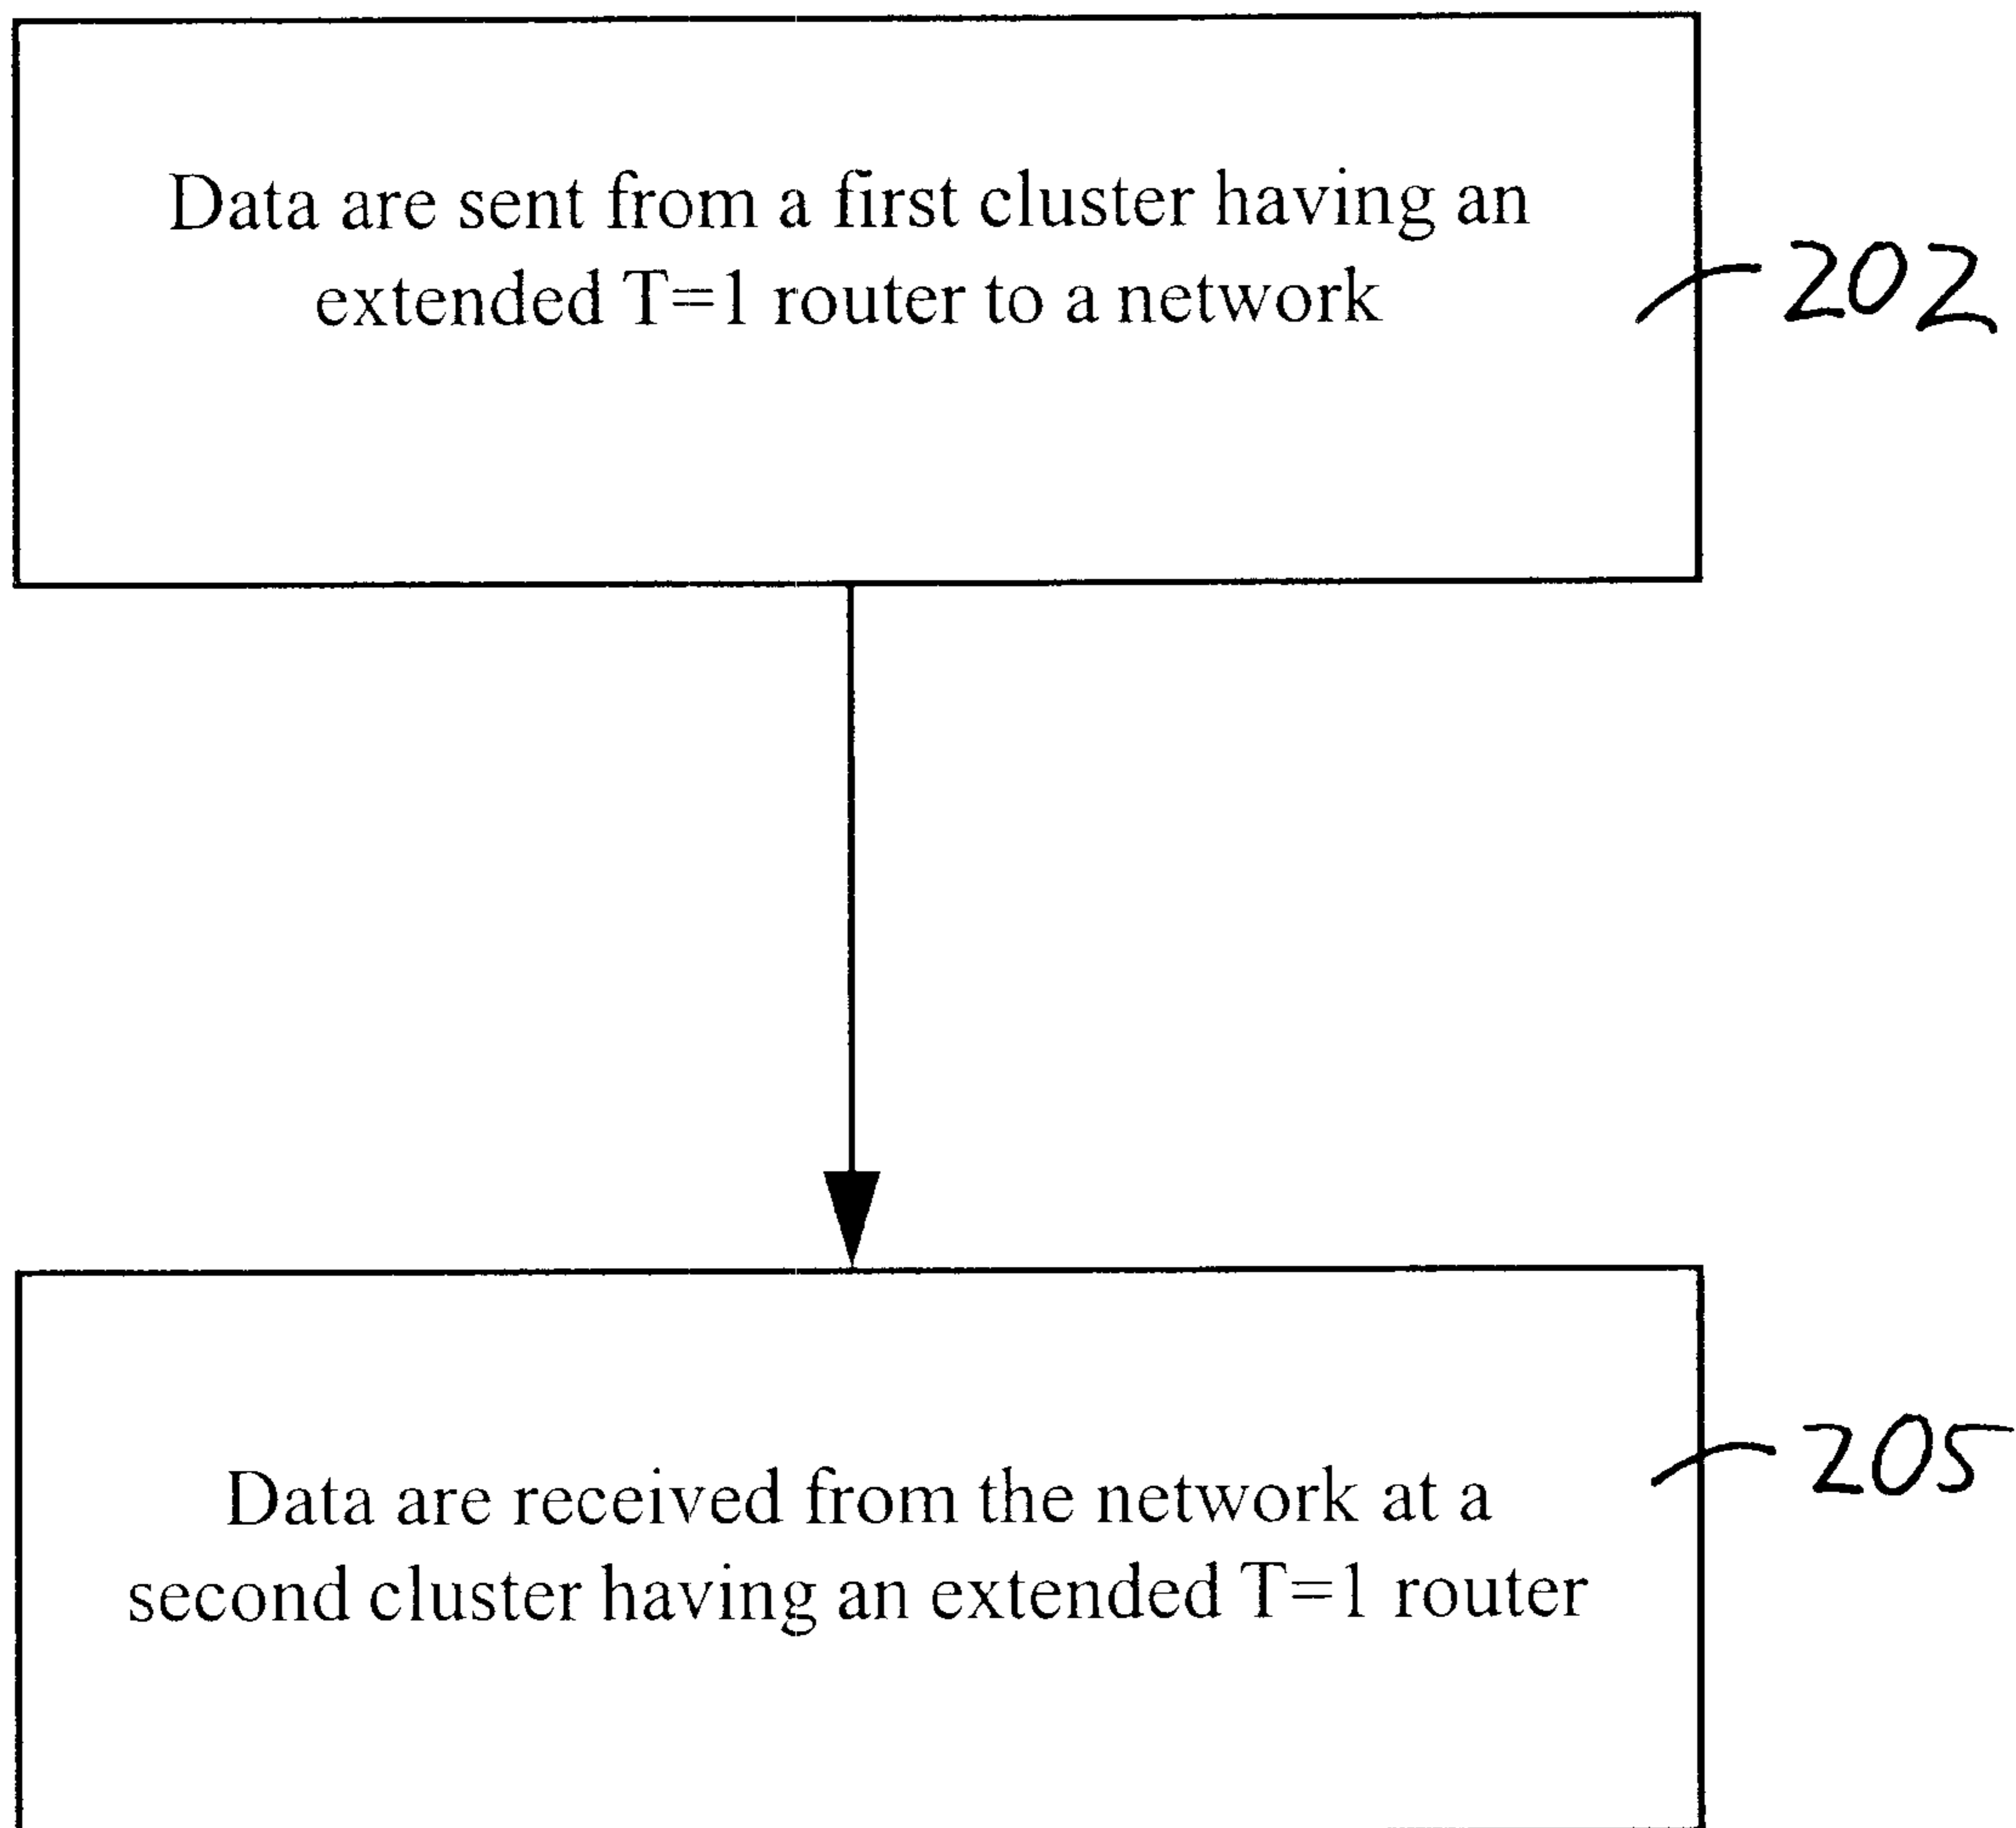 Data are sent from a first cluster having an
extended T=1 router to a network
202
Data are received from the network at a
second cluster having an extended T=1 router
205